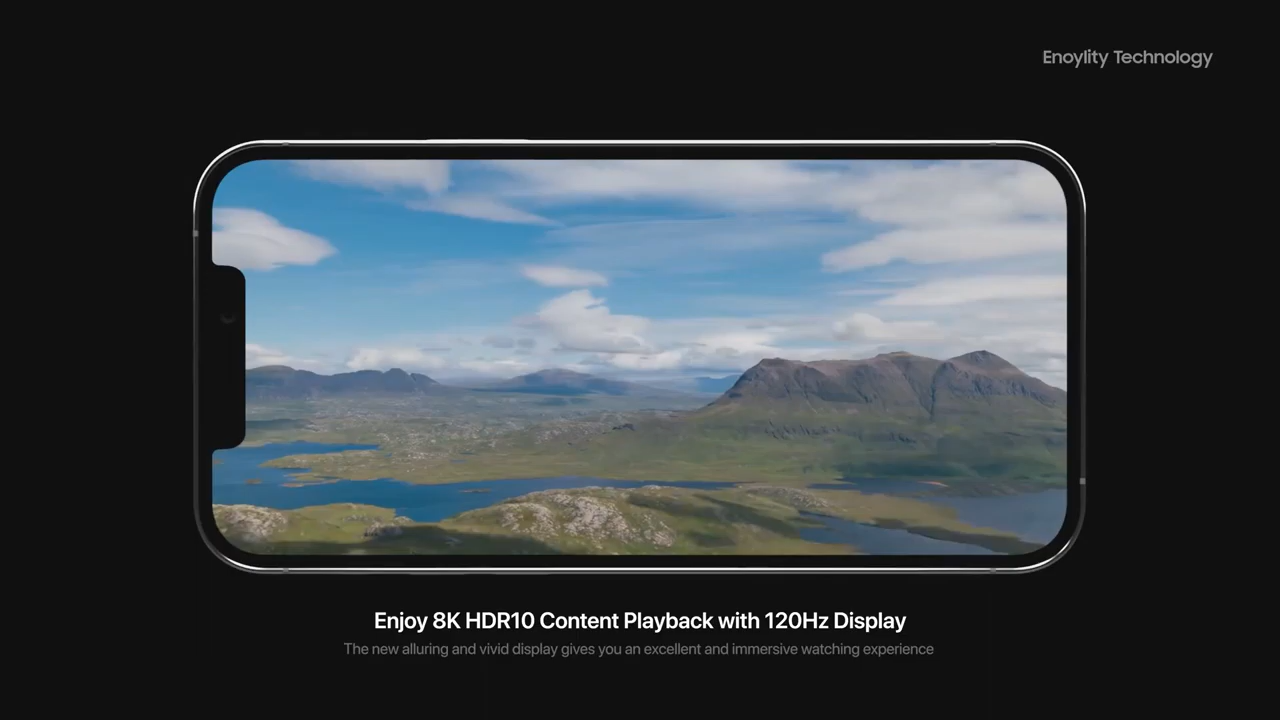 Enoylity Technology
Enjoy 8K HDR10 Content Playback with 120Hz Display
The new alluring and vivid display gives you an excellent and immersive watching experience